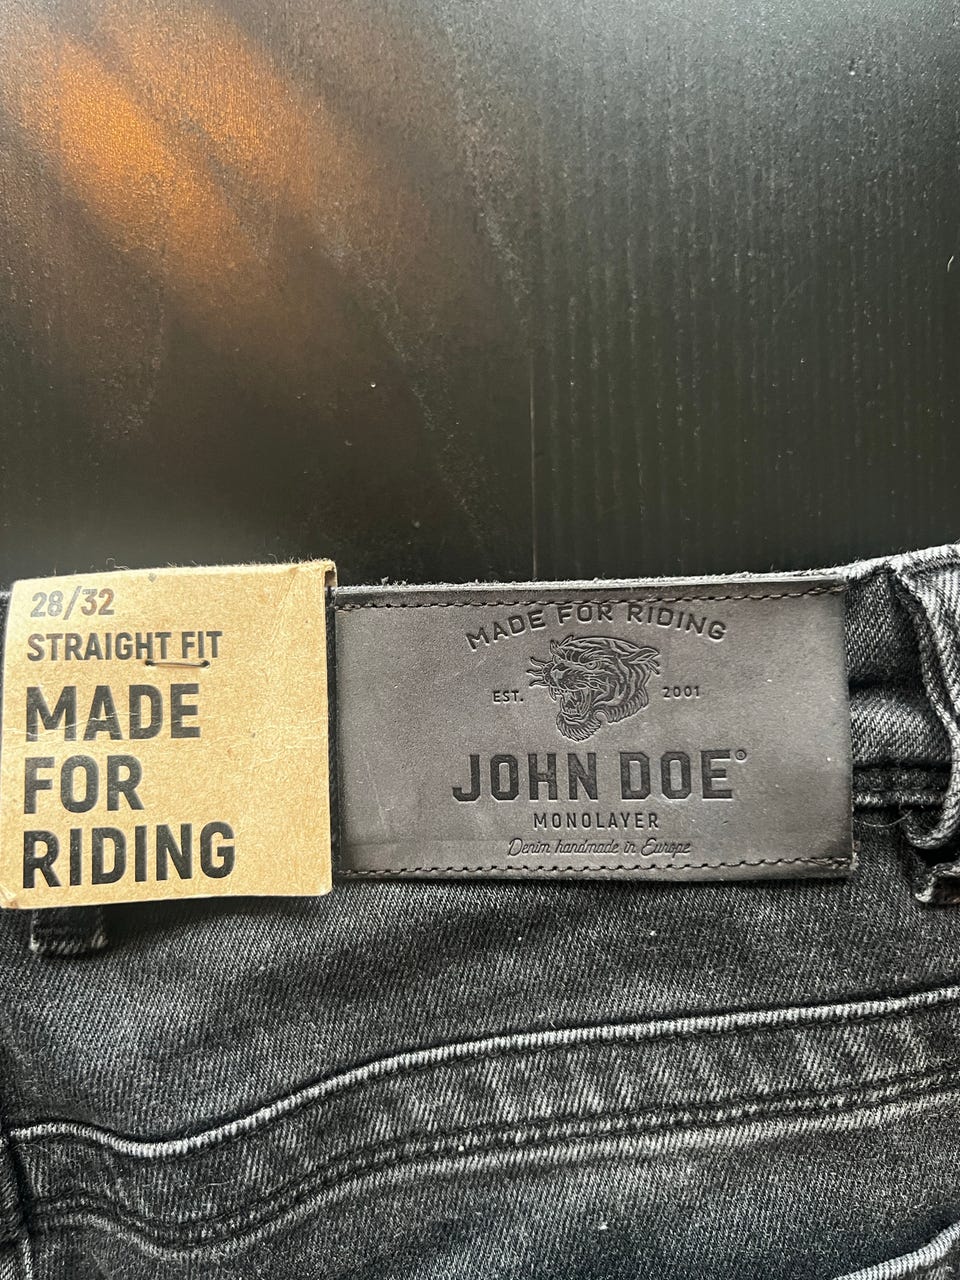 28/32
STRAIGHT FIT
MADE
FOR
RIDING
MADE FOR RIDING
EST. 2001
JOHN DOE®
MONOLAYER
Denim handmade in Europe